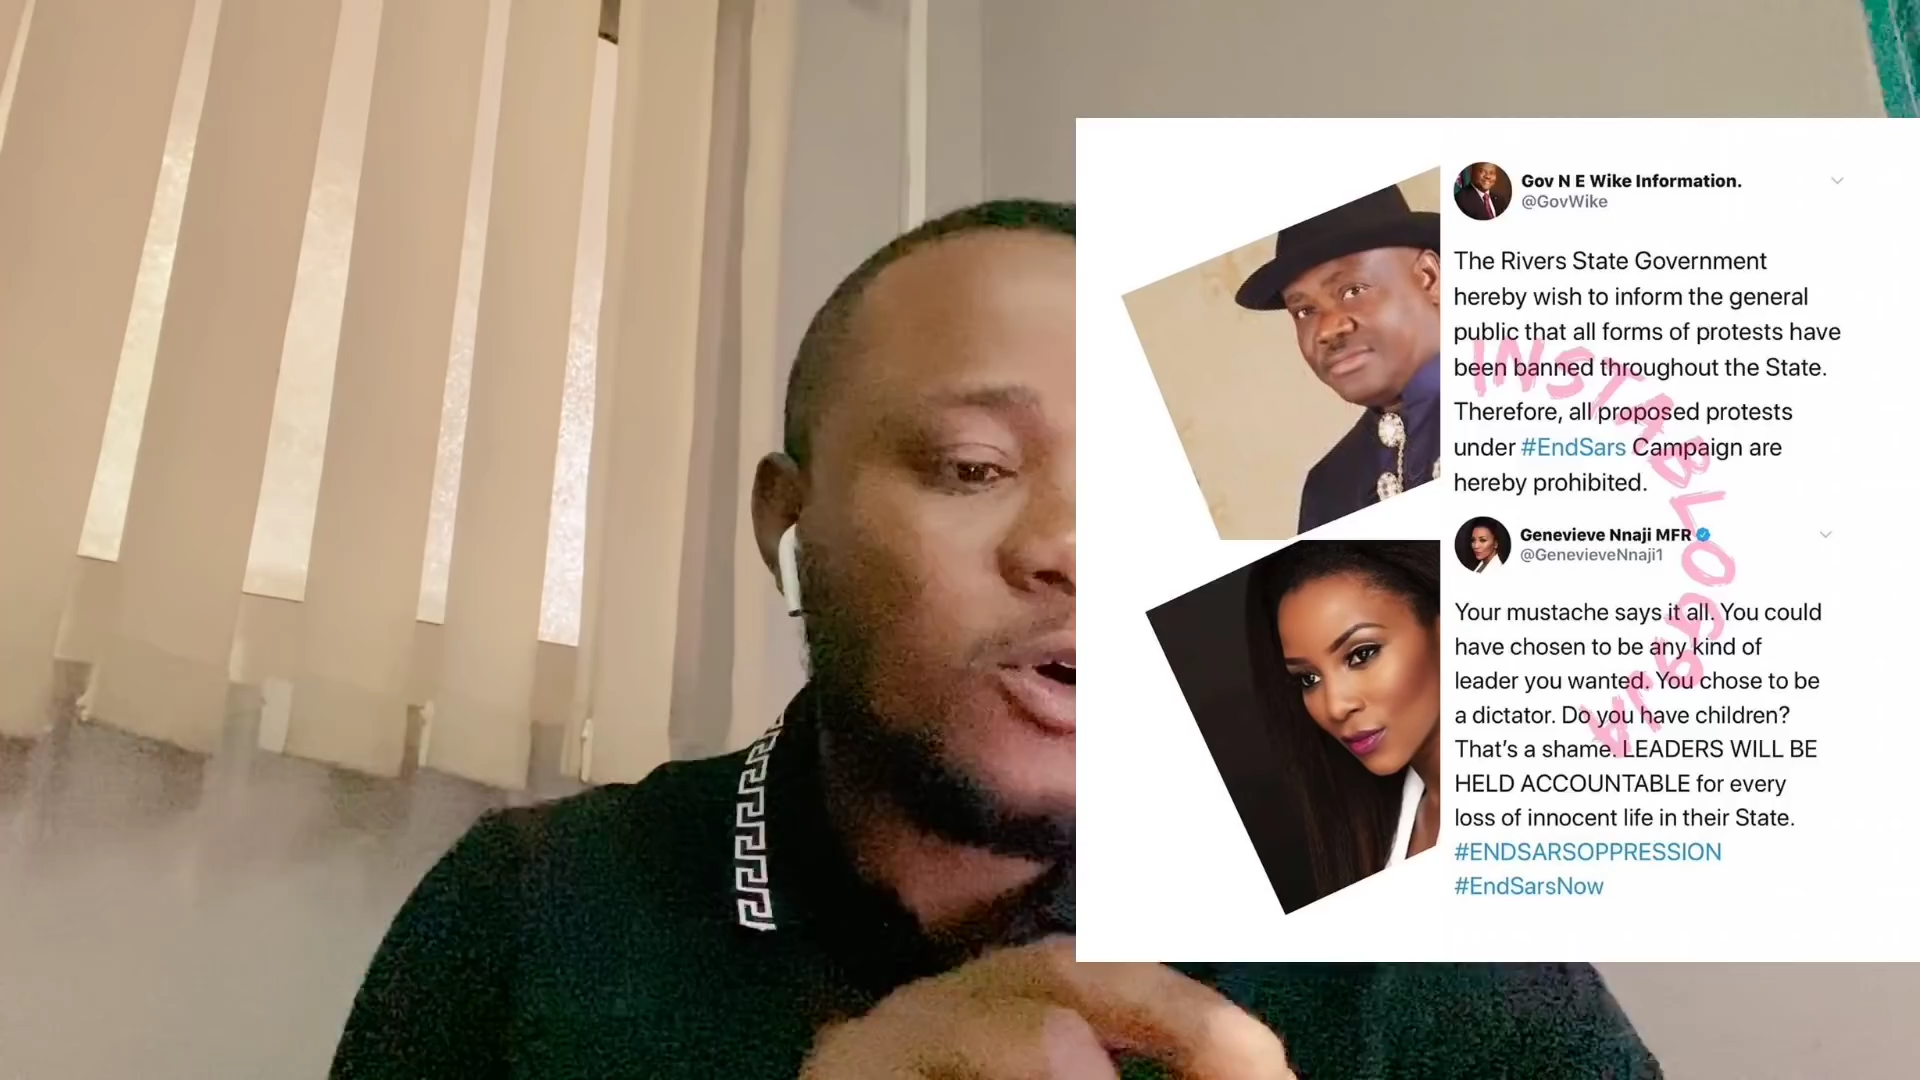 Gov N E Wike Information.
@GovWike
The Rivers State Government
hereby wish to inform the general
public that all forms of protests have
been banned throughout the State.
Therefore, all proposed protests
under #EndSars Campaign are
hereby prohibited.
Genevieve Nnaji MFR
@GenevieveNnaji1
Your mustache says it all. You could
have chosen to be any kind of
leader you wanted. You chose to be
a dictator. Do you have children?
That’s a shame. LEADERS WILL BE
HELD ACCOUNTABLE for every
loss of innocent life in their State.
#ENDSARSOPPRESSION
#EndSarsNow
INSTABLOG9JA